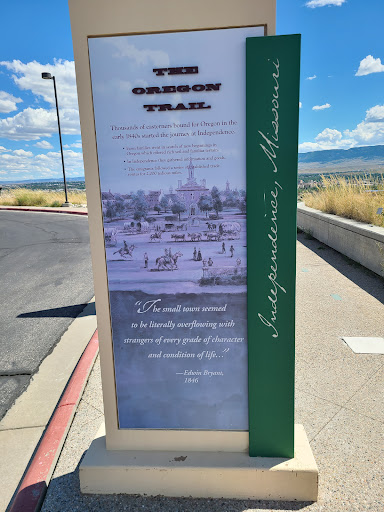 THE
OREGON
TRAIL
Thousands of easterners bound for Oregon in the
early 1840s started the journey at Independence.
"The small town seemed
to be literally overflowing with
strangers of every grade of character
and condition of life..."
—Edwin Bryant,
1846
Independence, Missouri